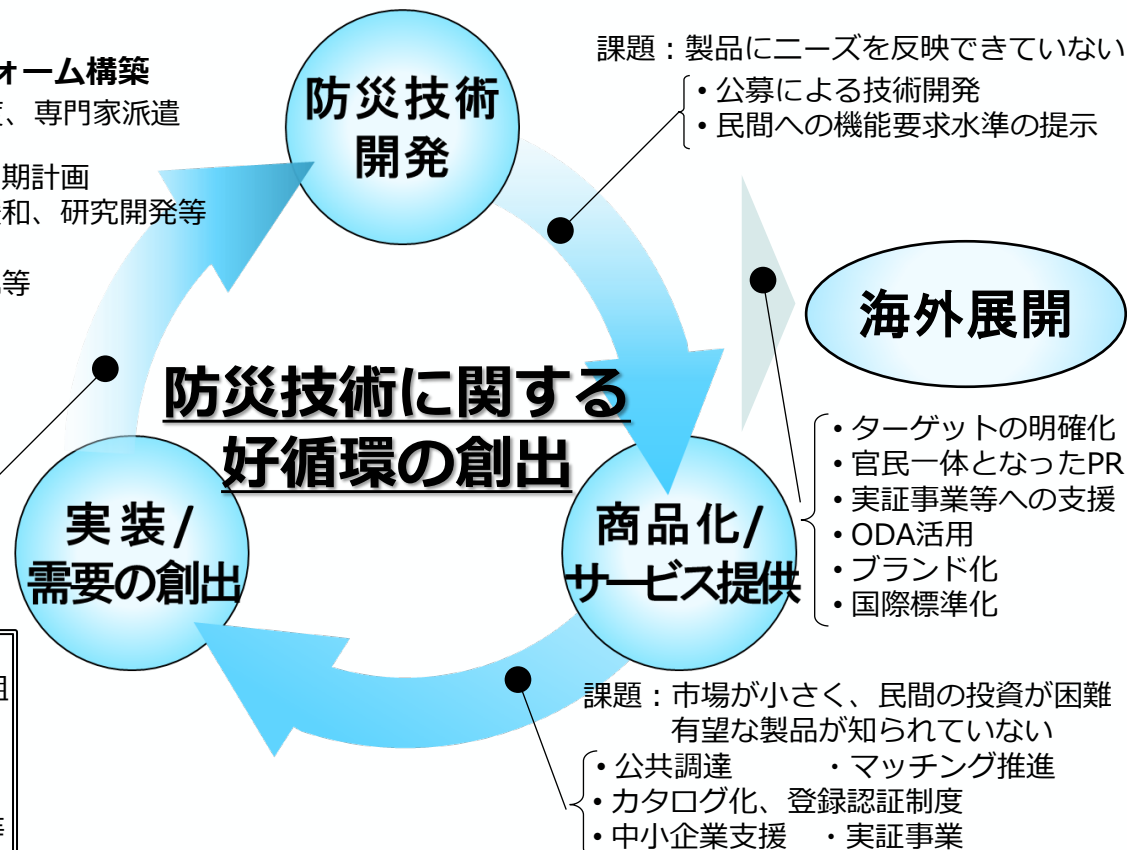 ォーム構築
、専門家派遣
期計画
和、研究開発等
等
防災技術
開発
課題：製品にニーズを反映できていない
・公募による技術開発
・民間への機能要求水準の提示
海外展開
・ターゲットの明確化
・官民一体となったPR
・実証事業等への支援
・ODA活用
・ブランド化
・国際標準化
防災技術に関する
好循環の創出
実装/
需要の創出
商品化/
サービス提供
課題：市場が小さく、民間の投資が困難
有望な製品が知られていない
・公共調達　・マッチング推進
・カタログ化、登録認証制度
・中小企業支援　・実証事業